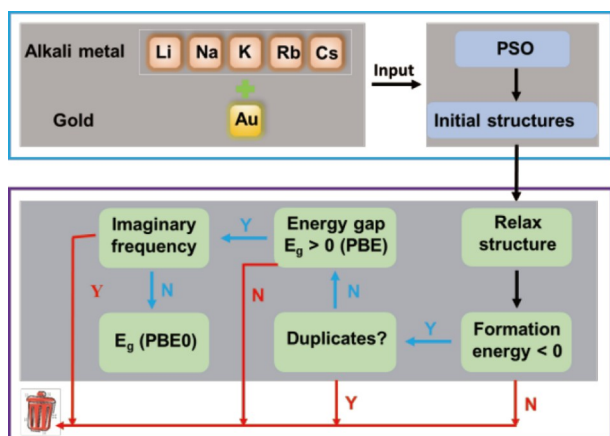 Alkali metal
Li Na K Rb Cs
Au
Gold
Input
PSO
Initial structures
Imaginary
frequency
Y
Energy gap
Eg > 0 (PBE)
Relax
structure
Y
N
N
N
Eg (PBE0)
Duplicates?
Y
Formation
energy < 0
Y
N